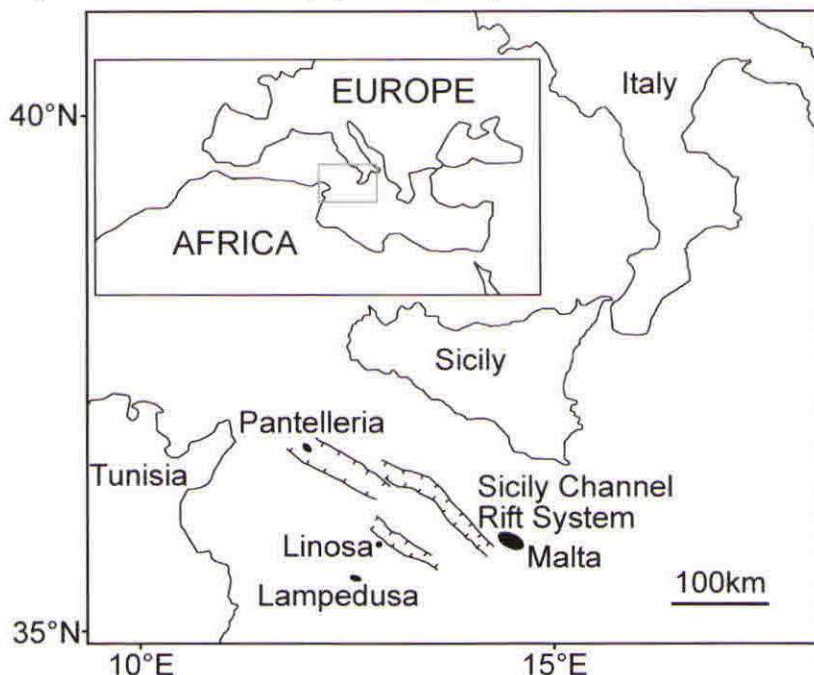 Italy
EUROPE
40°N
AFRICA
Sicily
Pantelleria
Tunisia
Sicily Channel
Rift System
Linosa
Malta
Lampedusa
100km
35°N
10°E
15°E